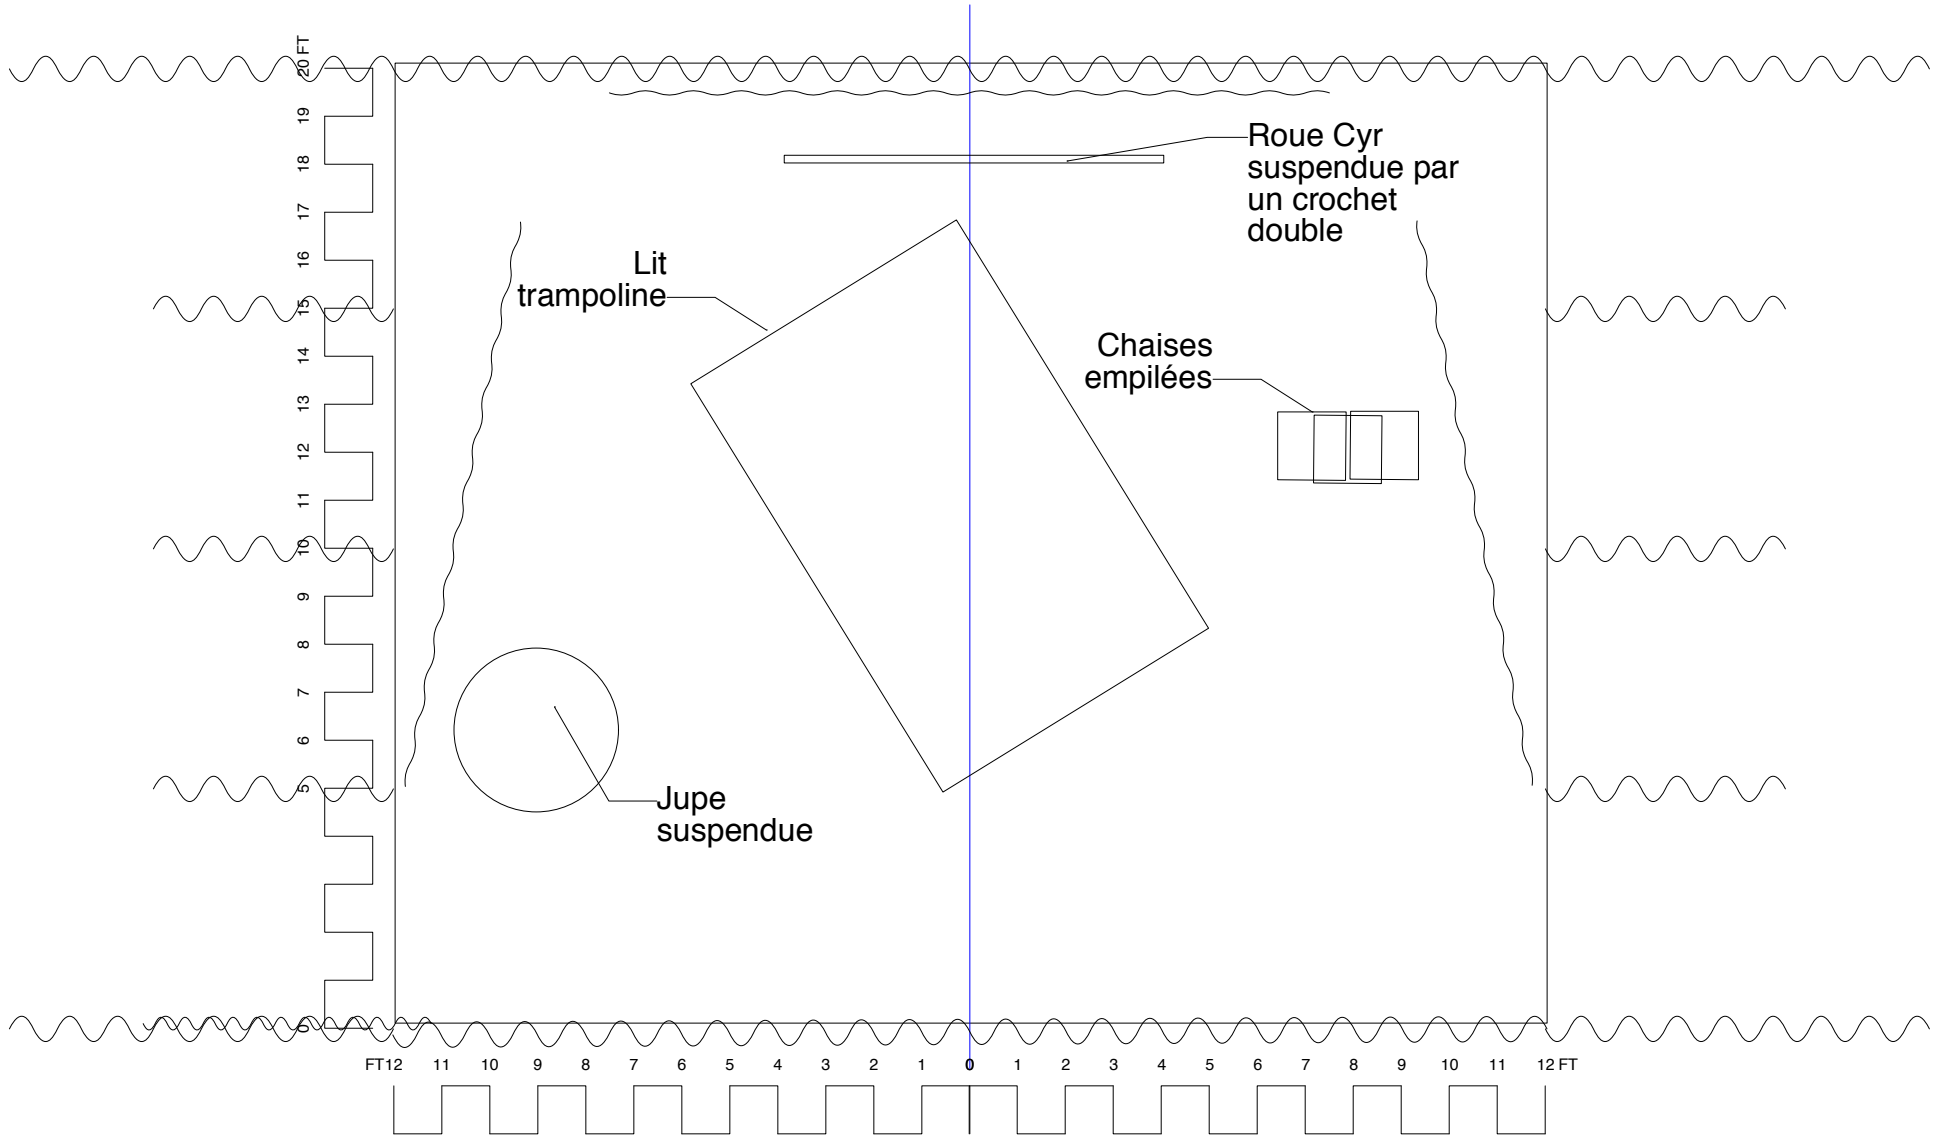 20 FT
19
18
17
16
15
14
13
12
11
10
9
8
7
6
5
0
Roue Cyr
suspendue par
un crochet
double
Lit
trampoline
Chaises
empilées
Jupe
suspendue
FT 12 11 10 9 8 7 6 5 4 3 2 1 0 1 2 3 4 5 6 7 8 9 10 11 12 FT